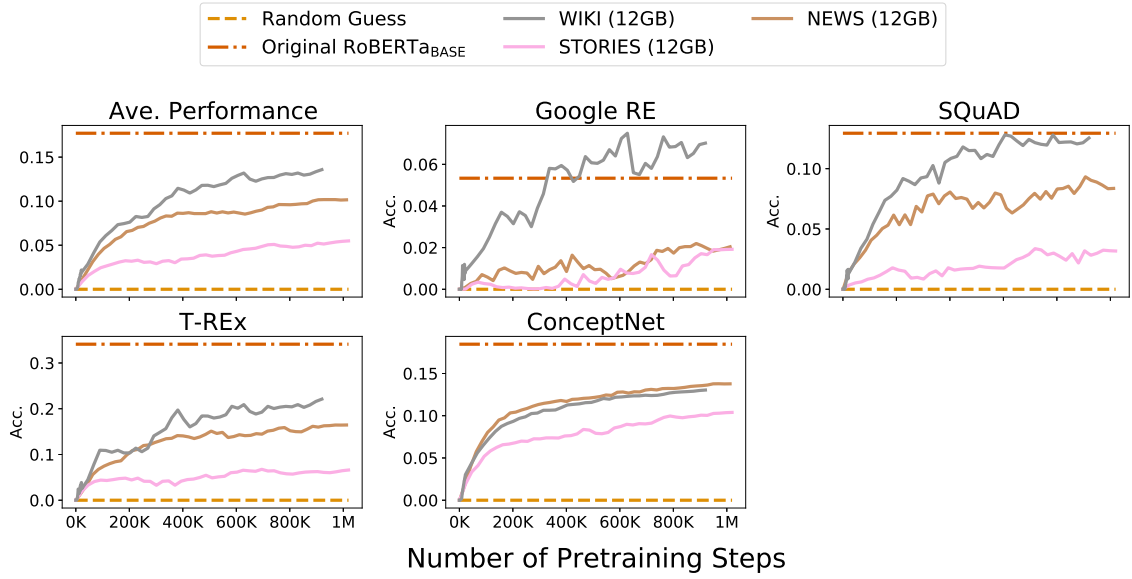 Random Guess
Original RoBERTaBASE
WIKI (12GB)
STORIES (12GB)
NEWS (12GB)
Ave. Performance
0.15
0.10
0.05
0.00
Google RE
Acc.
0.06
0.04
0.02
0.00
SQuAD
Acc.
0.10
0.05
0.00
T-REx
Acc.
0.3
0.2
0.1
0.0
0K 200K 400K 600K 800K 1M
ConceptNet
Acc.
0.15
0.10
0.05
0.00
0K 200K 400K 600K 800K 1M
Number of Pretraining Steps